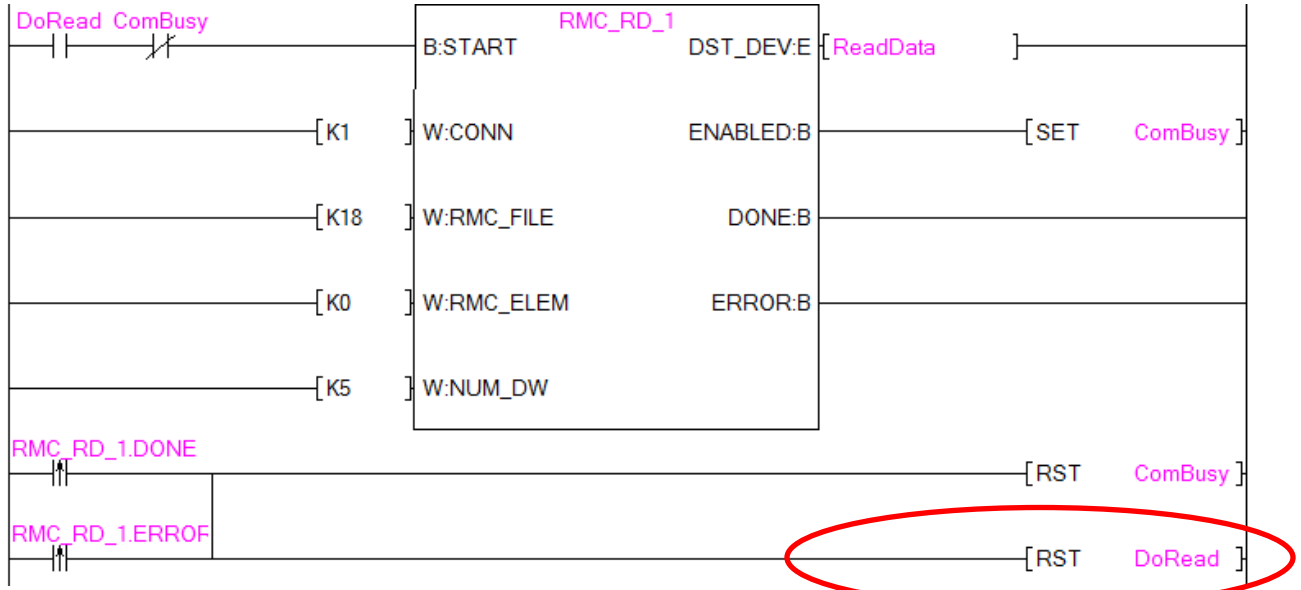 DoRead ComBusy RMC_RD_1
B:START DST_DEV:E [ReadData ]
[K1 ] W:CONN ENABLED:B [SET ComBusy]
[K18 ] W:RMC_FILE DONE:B
[K0 ] W:RMC_ELEM ERROR:B
[K5 ] W:NUM_DW
RMC_RD_1.DONE
[RST ComBusy]
RMC_RD_1.ERROF
[RST DoRead ]